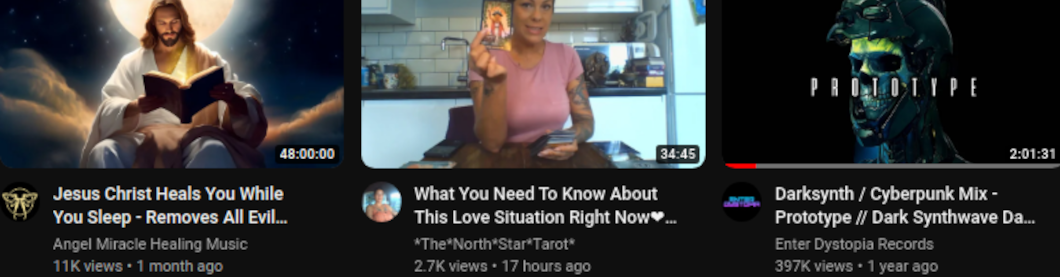 PROTOTYPE
48:00:00
34:45
2:01:31
Jesus Christ Heals You While
You Sleep - Removes All Evil...
Angel Miracle Healing Music
11K views • 1 month ago
What You Need To Know About
This Love Situation Right Now❤...
*The*North*Star*Tarot*
2.7K views • 17 hours ago
ENTER
DYSTOPIA
Darksynth / Cyberpunk Mix -
Prototype // Dark Synthwave Da...
Enter Dystopia Records
397K views • 1 year ago